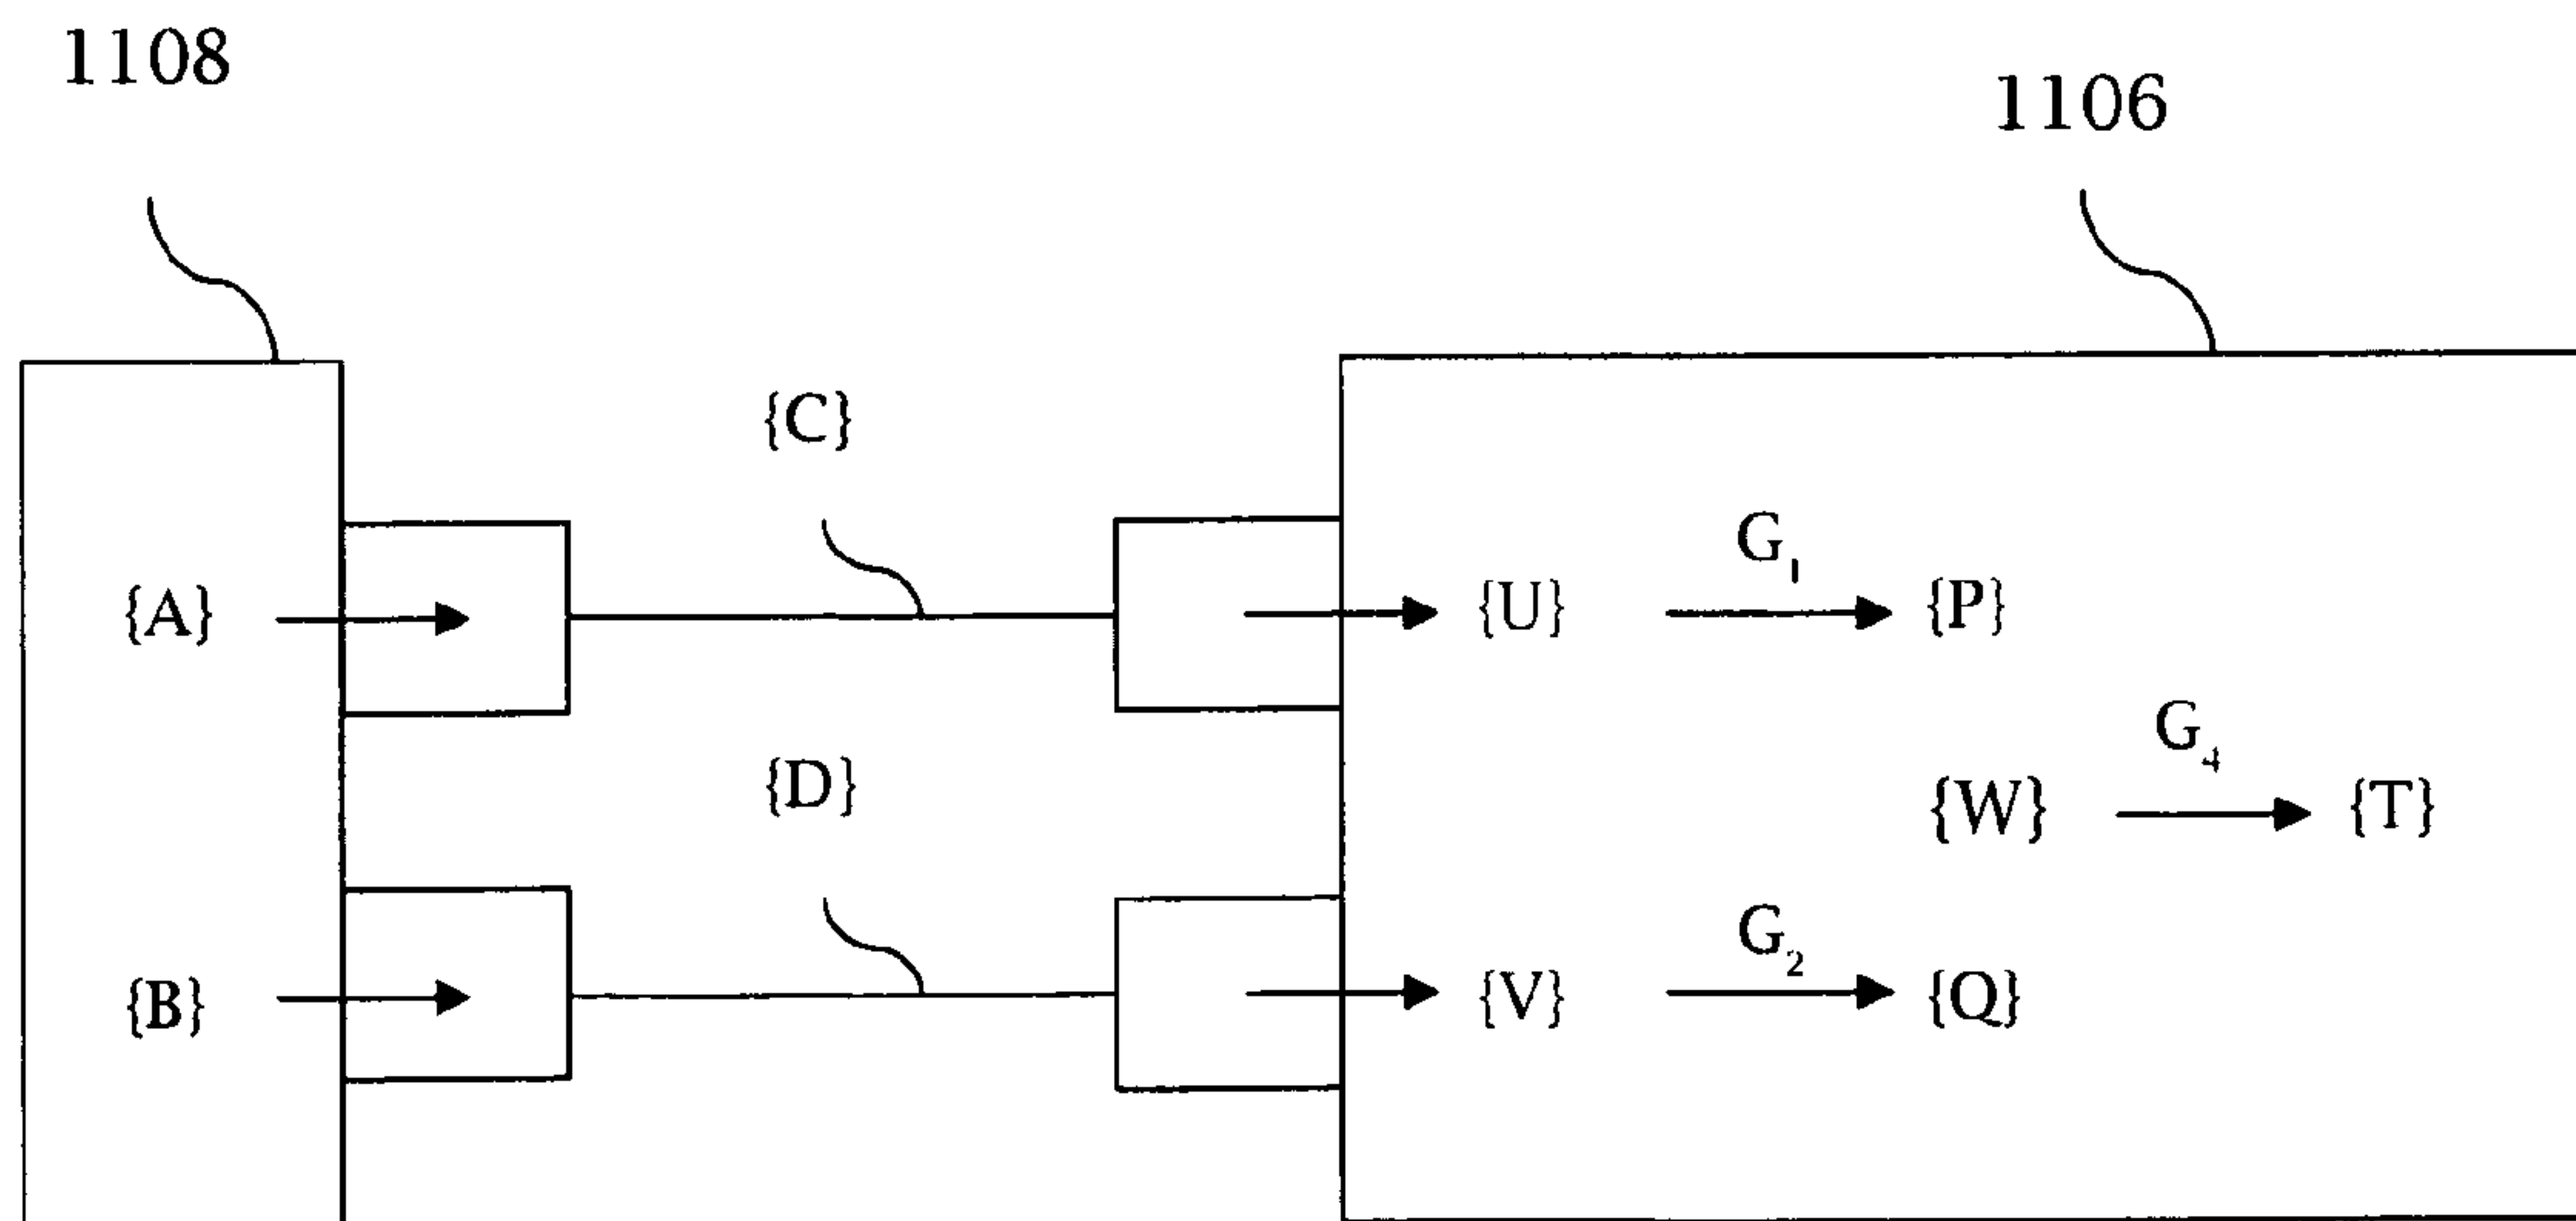 1108
1106
{C}
{A}
{U}
G₁
{P}
{D}
{W}
G₄
{T}
{B}
{V}
G₂
{Q}